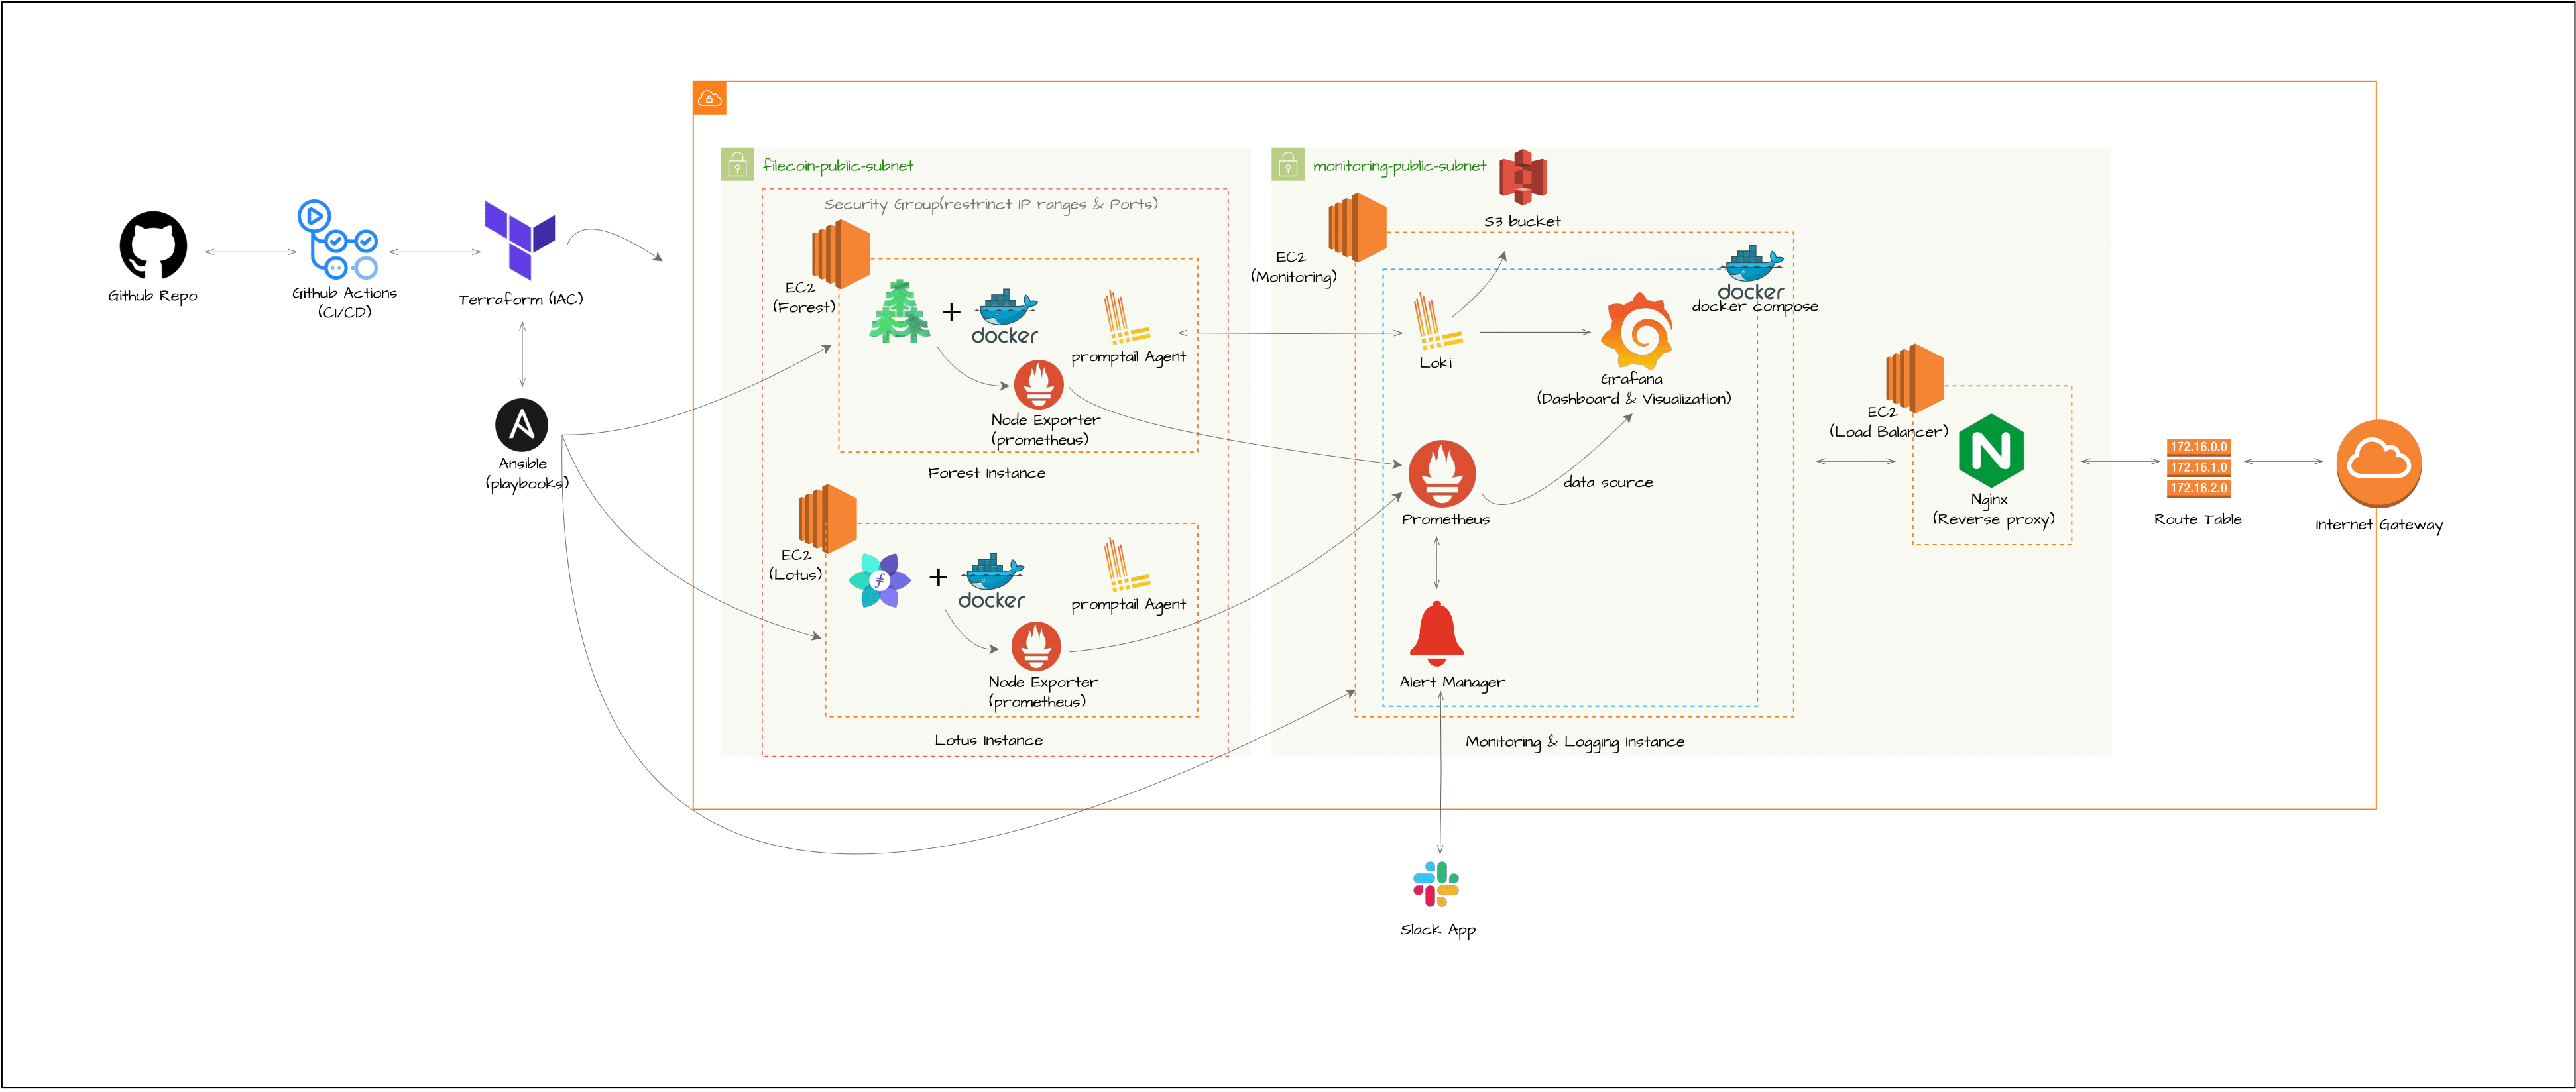 Github Repo
Github Actions
(CI/CD)
Terraform (IAC)
Ansible
(playbooks)
filecoin-public-subnet
Security Group(restrinct IP ranges & Ports)
EC2
(Forest)
+
docker
promptail Agent
Node Exporter
(prometheus)
Forest Instance
EC2
(Lotus)
+
docker
promptail Agent
Node Exporter
(prometheus)
Lotus Instance
monitoring-public-subnet
S3 bucket
EC2
(Monitoring)
docker
docker compose
Loki
Grafana
(Dashboard & Visualization)
Prometheus
data source
Alert Manager
Monitoring & Logging Instance
Slack App
EC2
(Load Balancer)
N
Nginx
(Reverse proxy)
172.16.0.0
172.16.1.0
172.16.2.0
Route Table
Internet Gateway